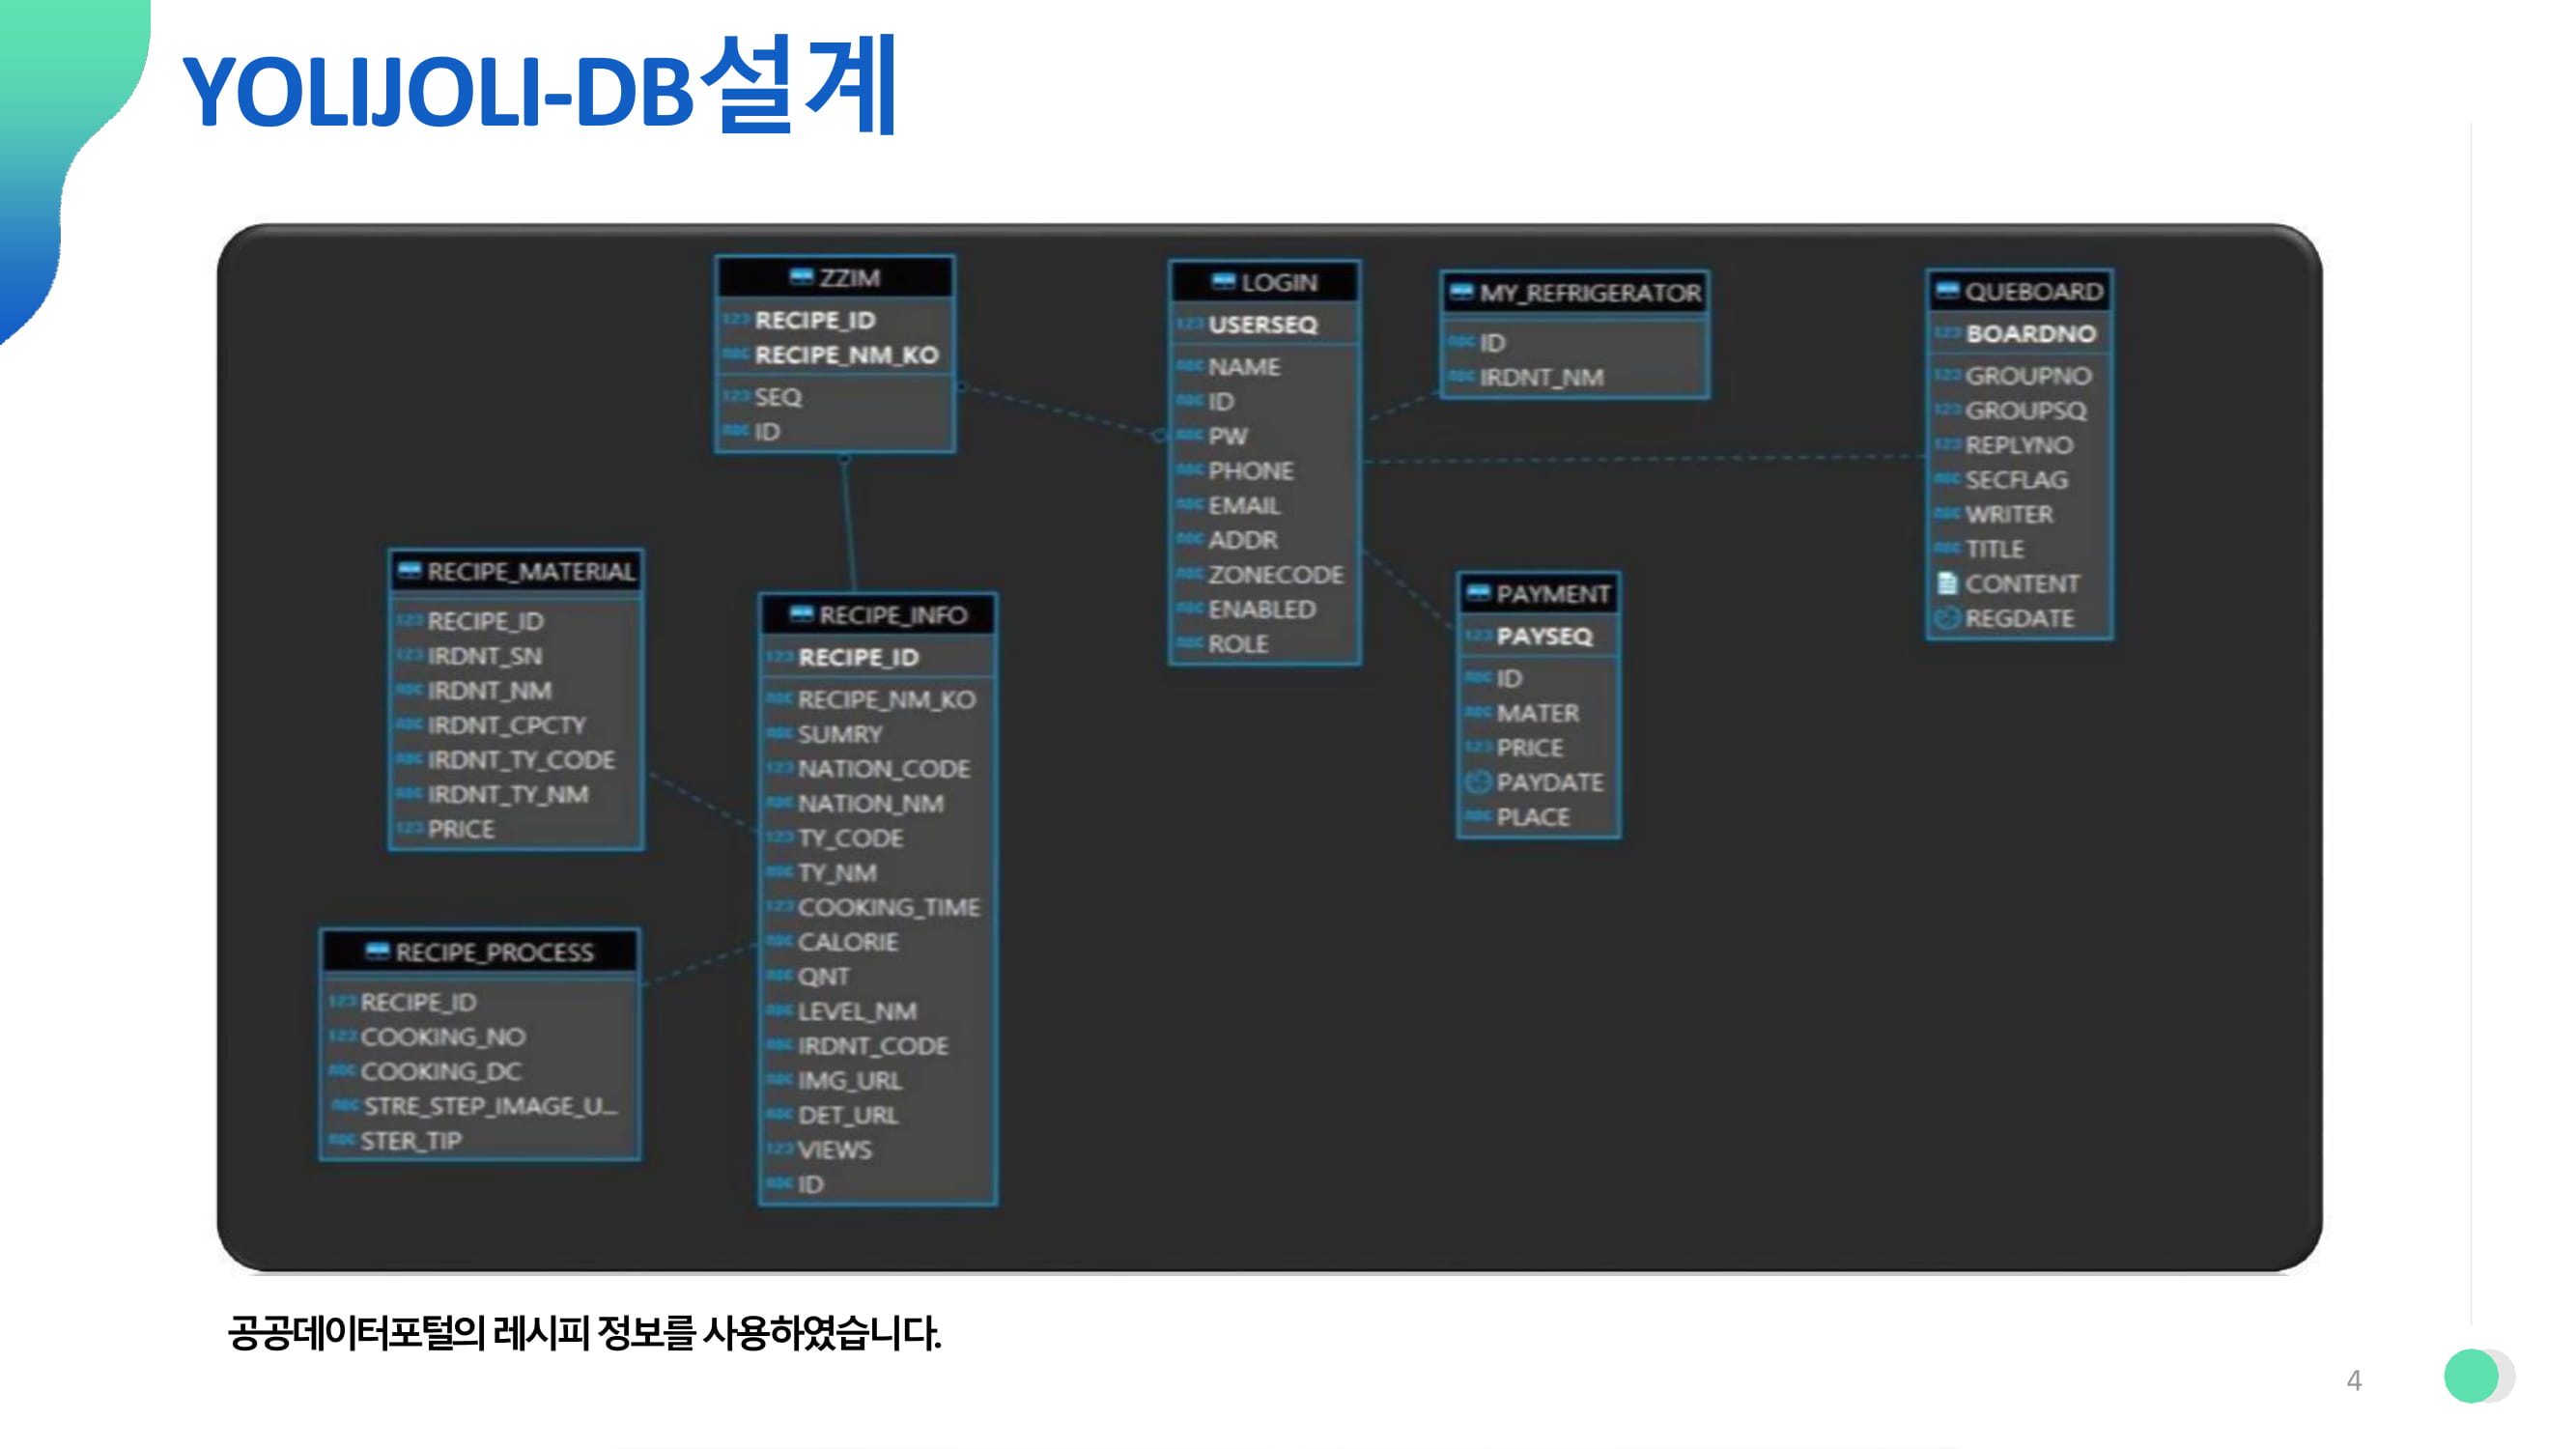 YOLIJOLI-DB설계
ZZIM
123 RECIPE_ID
ABC RECIPE_NM_KO
123 SEQ
ABC ID
LOGIN
123 USERSEQ
ABC NAME
ABC ID
ABC PW
ABC PHONE
ABC EMAIL
ABC ADDR
ABC ZONECODE
ABC ENABLED
ABC ROLE
MY_REFRIGERATOR
ABC ID
ABC IRDNT_NM
QUEBOARD
123 BOARDNO
123 GROUPNO
123 GROUPSQ
123 REPLYNO
ABC SECFLAG
ABC WRITER
ABC TITLE
CONTENT
REGDATE
RECIPE_MATERIAL
123 RECIPE_ID
123 IRDNT_SN
ABC IRDNT_NM
ABC IRDNT_CPCTY
ABC IRDNT_TY_CODE
ABC IRDNT_TY_NM
123 PRICE
RECIPE_INFO
123 RECIPE_ID
ABC RECIPE_NM_KO
ABC SUMRY
123 NATION_CODE
ABC NATION_NM
123 TY_CODE
ABC TY_NM
123 COOKING_TIME
ABC CALORIE
ABC QNT
ABC LEVEL_NM
ABC IRDNT_CODE
ABC IMG_URL
ABC DET_URL
123 VIEWS
ABC ID
PAYMENT
123 PAYSEQ
ABC ID
ABC MATER
123 PRICE
PAYDATE
ABC PLACE
RECIPE_PROCESS
123 RECIPE_ID
123 COOKING_NO
ABC COOKING_DC
ABC STRE_STEP_IMAGE_U...
ABC STER_TIP
공공데이터포털의 레시피 정보를 사용하였습니다.
4